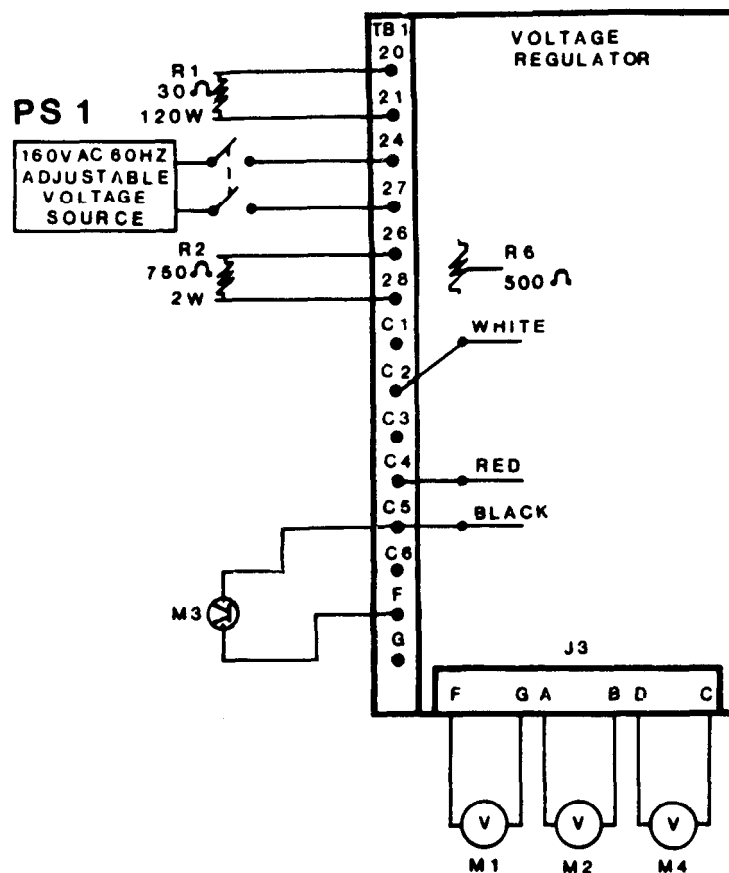 TB1
20
VOLTAGE
REGULATOR
R1
30Ω
120W
21
PS 1
24
160VAC 60HZ
ADJUSTABLE
VOLTAGE
SOURCE
27
26
R2
750Ω
2W
R6
500Ω
28
C1
WHITE
C2
C3
C4
RED
C5
BLACK
C6
F
M3
G
J3
F G A B D C
V V V
M1 M2 M4